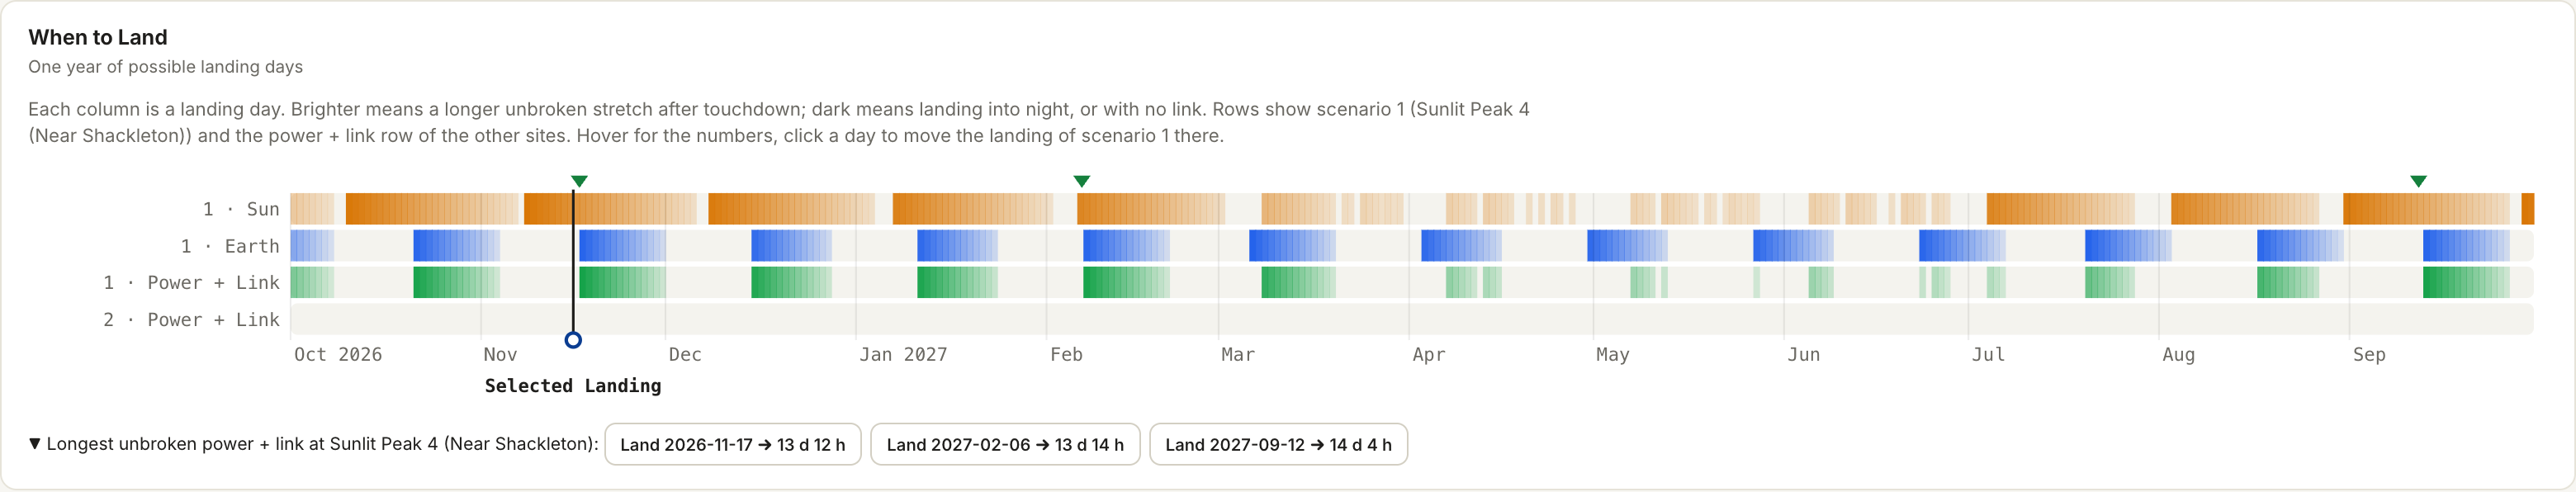 When to Land
One year of possible landing days
Each column is a landing day. Brighter means a longer unbroken stretch after touchdown; dark means landing into night, or with no link. Rows show scenario 1 (Sunlit Peak 4
(Near Shackleton)) and the power + link row of the other sites. Hover for the numbers, click a day to move the landing of scenario 1 there.
1 · Sun
1 · Earth
1 · Power + Link
2 · Power + Link
Oct 2026 Nov Dec Jan 2027 Feb Mar Apr May Jun Jul Aug Sep
Selected Landing
▼ Longest unbroken power + link at Sunlit Peak 4 (Near Shackleton): Land 2026-11-17 → 13 d 12 h Land 2027-02-06 → 13 d 14 h Land 2027-09-12 → 14 d 4 h